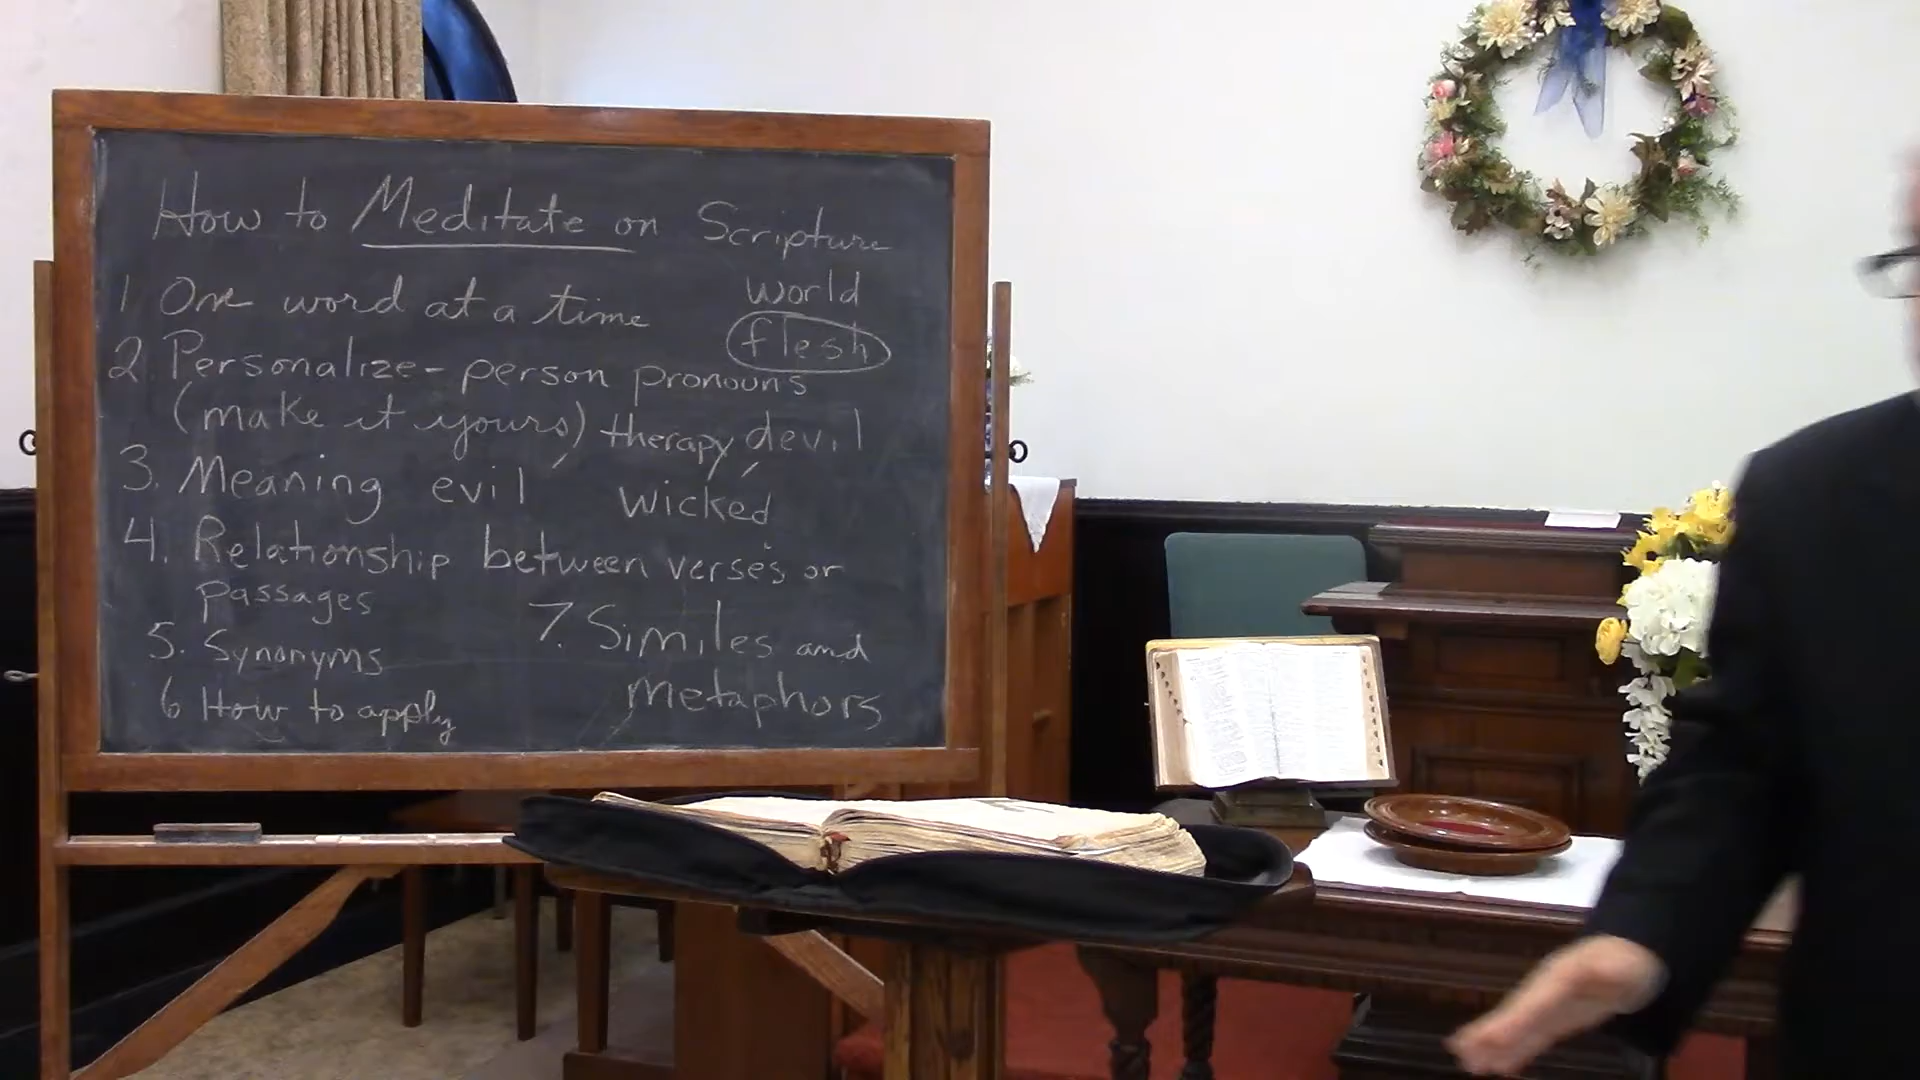 How to Meditate on Scripture
1 One word at a time
world
flesh
2. Personalize - person pronouns
(make it yours) therapy devil
3. Meaning evil wicked
4. Relationship between verses or
passages
5. Synonyms
6 How to apply
7. Similes and
metaphors